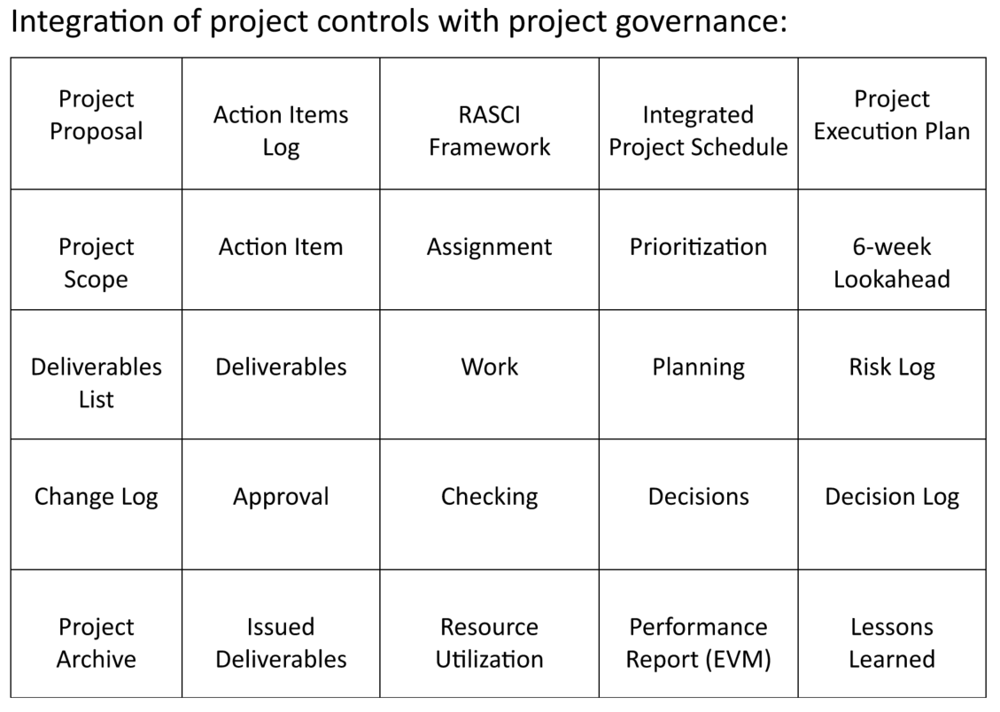 Integration of project controls with project governance:
Project
Proposal
Action Items
Log
RASCI
Framework
Integrated
Project Schedule
Project
Execution Plan
Project
Scope
Action Item
Assignment
Prioritization
6-week
Lookahead
Deliverables
List
Deliverables
Work
Planning
Risk Log
Change Log
Approval
Checking
Decisions
Decision Log
Project
Archive
Issued
Deliverables
Resource
Utilization
Performance
Report (EVM)
Lessons
Learned